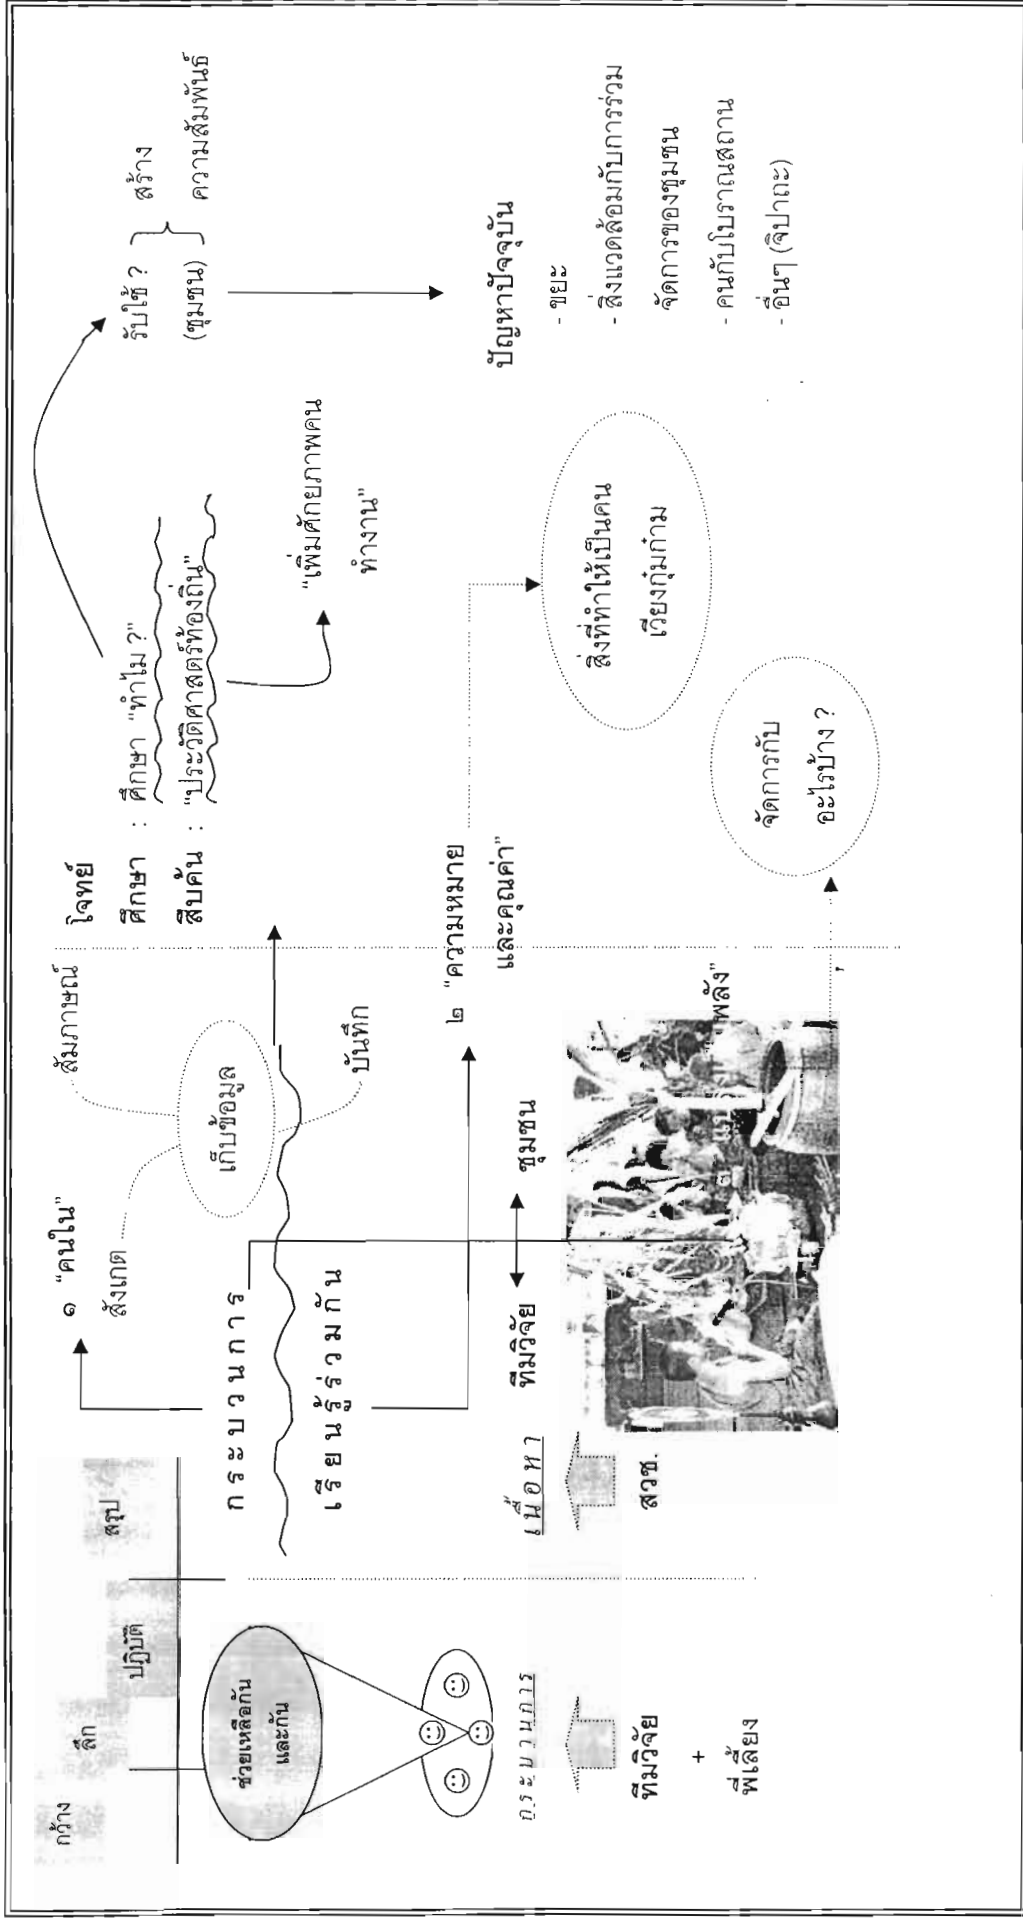 กว้าง
ลึก
ปฏิบัติ
สรุป
ช่วยเหลือกัน
และกัน
กระบวนการ
ทีมวิจัย
+
พี่เลี้ยง
๑ "คนใน"
สังเกต
สัมภาษณ์
เก็บข้อมูล
บันทึก
กระบวนการ
เรียนรู้ร่วมกัน
๒ "ความหมาย
และคุณค่า"
เนื้อหา
สวช.
ทีมวิจัย
ชุมชน
พลัง"
โจทย์
ศึกษา : ศึกษา "ทำไม ?"
สืบค้น : "ประวัติศาสตร์ท้องถิ่น"
"เพิ่มศักยภาพคน
ทำงาน"
รับใช้ ?
(ชุมชน)
สร้าง
ความสัมพันธ์
ปัญหาปัจจุบัน
- ขยะ
- สิ่งแวดล้อมกับการร่วม
จัดการของชุมชน
- คนกับโบราณสถาน
- อื่นๆ (จิปาถะ)
สิ่งที่ทำให้เป็นคน
เวียงกุ๋มก๋าม
จัดการกับ
อะไรบ้าง ?